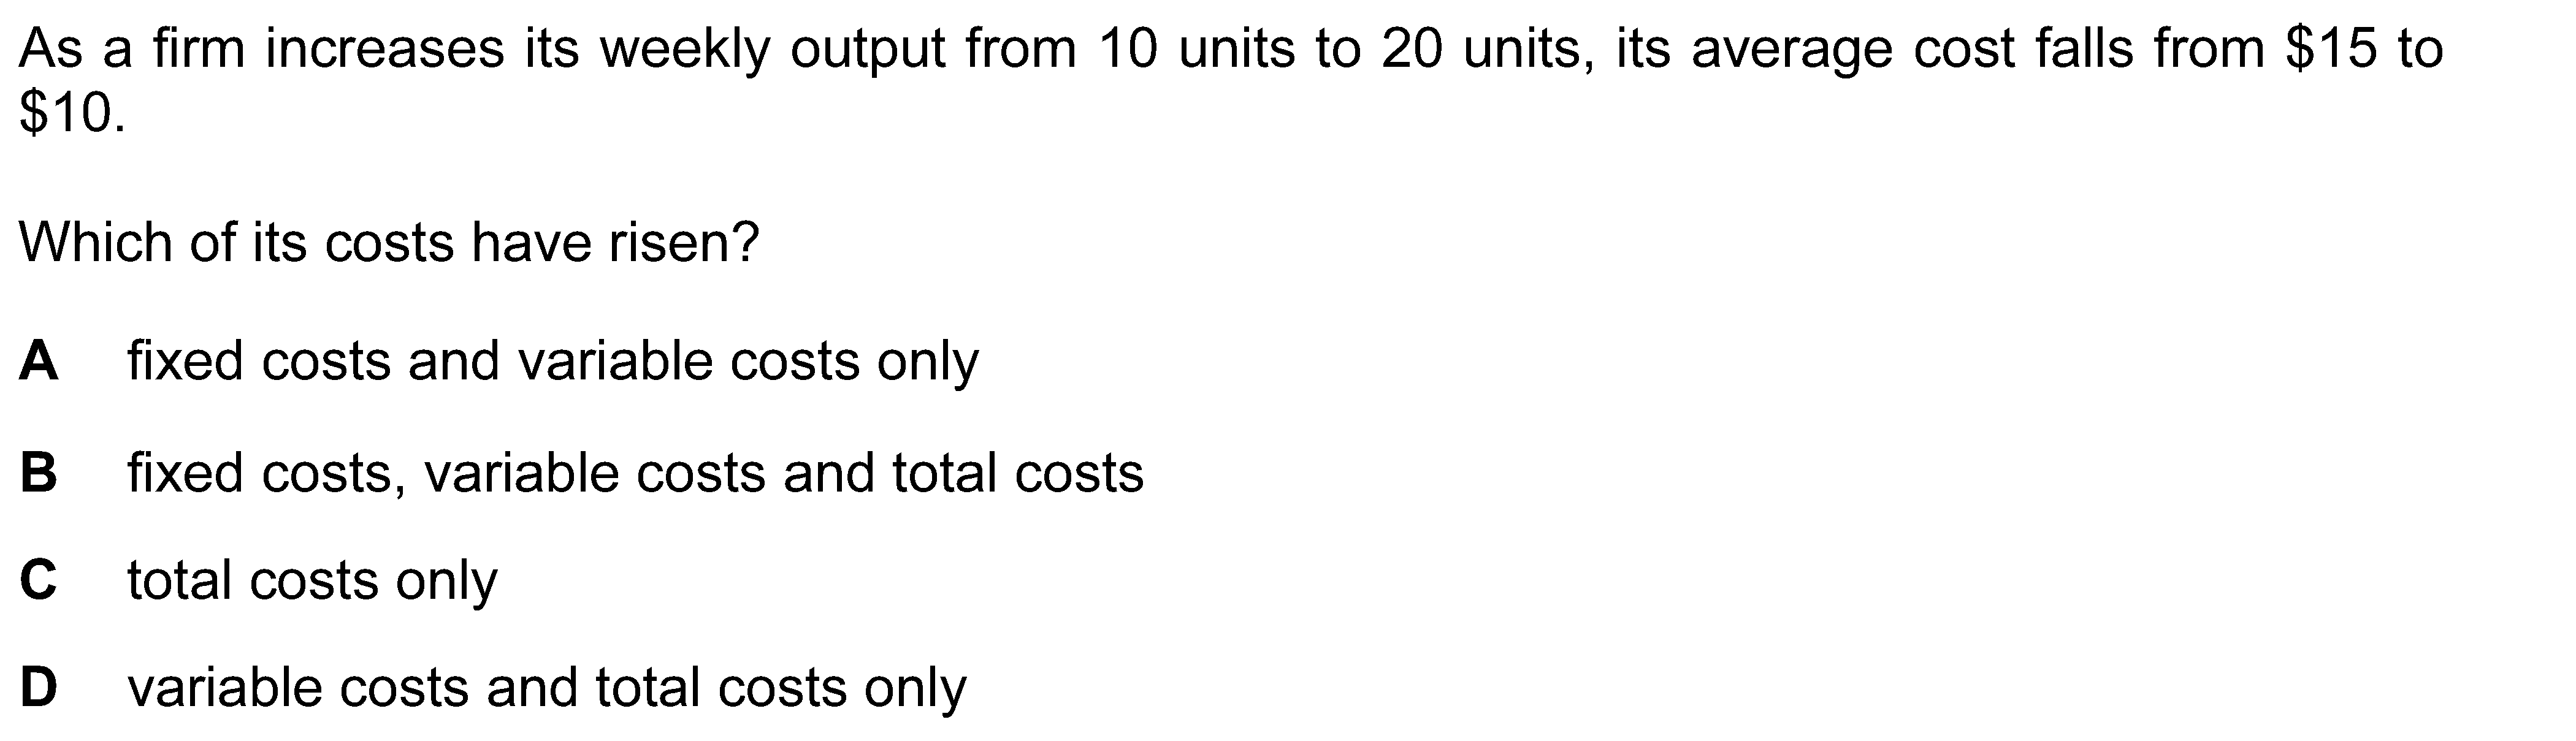 As a firm increases its weekly output from 10 units to 20 units, its average cost falls from $15 to
$10.
Which of its costs have risen?
A fixed costs and variable costs only
B fixed costs, variable costs and total costs
C total costs only
D variable costs and total costs only